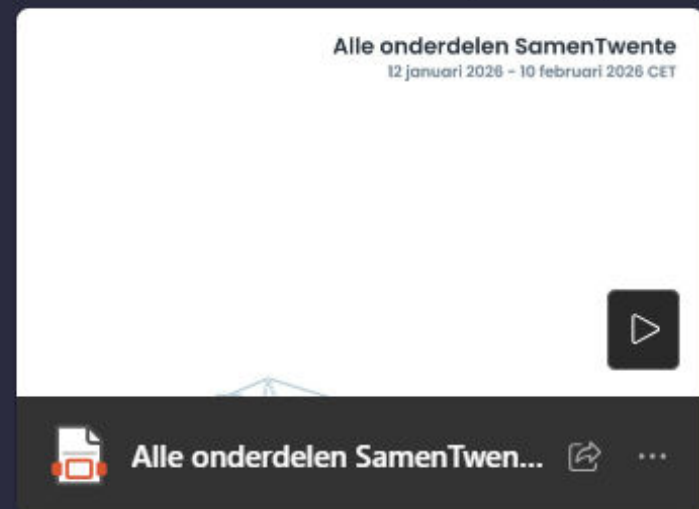 Alle onderdelen SamenTwente
12 januari 2026 - 10 februari 2026 CET
Alle onderdelen SamenTwen...